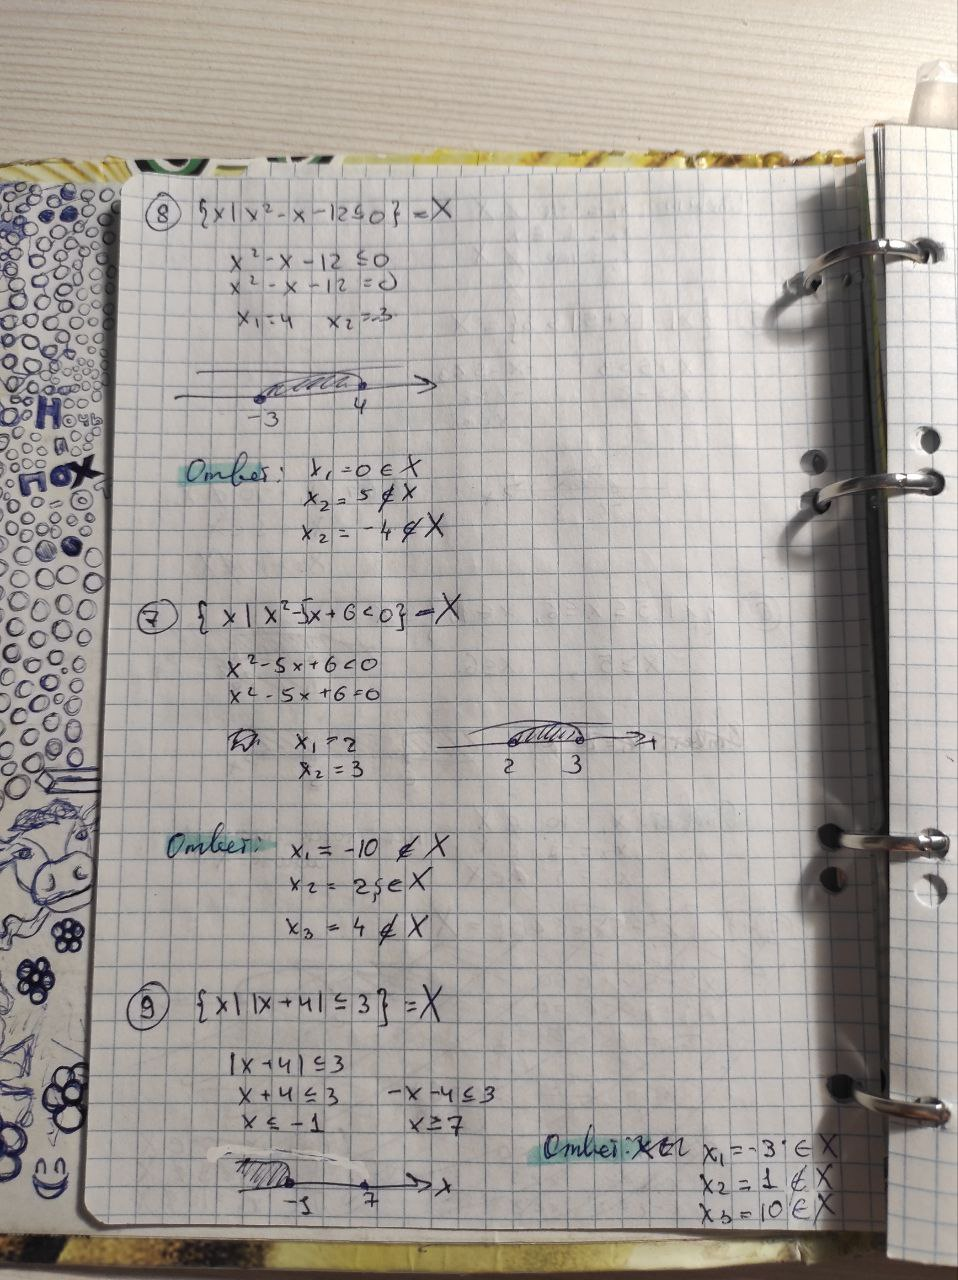 ⑧ {x | x² - x - 12 ≤ 0} = X
x² - x - 12 ≤ 0
x² - x - 12 = 0
x₁ = 4 x₂ = -3
-3 4
Ответ: x₁ = 0 ∈ X
x₂ = 5 ∉ X
x₂ = -4 ∉ X
⑦ { x | x² - 5x + 6 < 0} = X
x² - 5x + 6 < 0
x² - 5x + 6 = 0
x₁ = 2
x₂ = 3
2 3
Ответ: x₁ = -10 ∉ X
x₂ = 2,5 ∈ X
x₃ = 4 ∉ X
⑨ {x | |x + 4| ≤ 3} = X
|x + 4| ≤ 3
x + 4 ≤ 3 -x - 4 ≤ 3
x ≤ -1 x ≥ 7
-1 7 x
Ответ: x₁ = -3 ∈ X
x₂ = 1 ∉ X
x₃ = 10 ∈ X